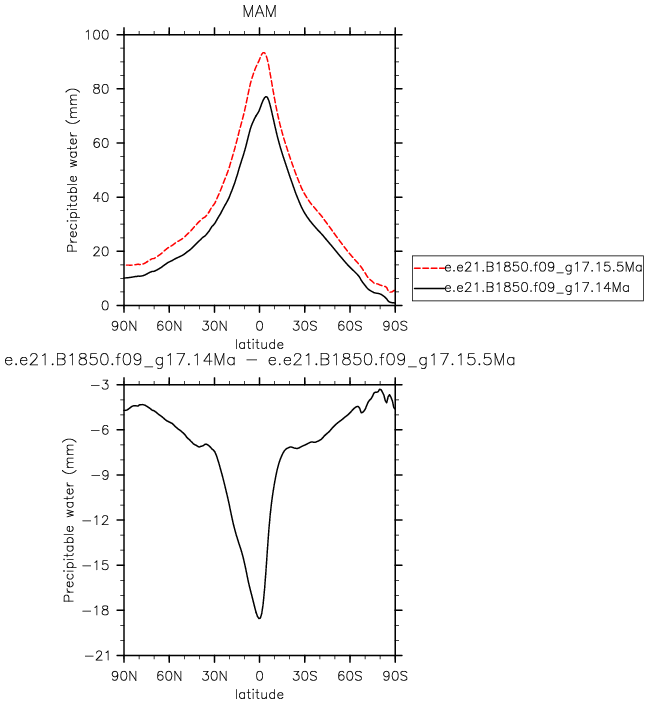 MAM
100
80
60
40
20
0
Precipitable water (mm)
90N 60N 30N 0 30S 60S 90S
latitude
e.e21.B1850.f09_g17.15.5Ma
e.e21.B1850.f09_g17.14Ma
e.e21.B1850.f09_g17.14Ma − e.e21.B1850.f09_g17.15.5Ma
−3
−6
−9
−12
−15
−18
−21
Precipitable water (mm)
90N 60N 30N 0 30S 60S 90S
latitude